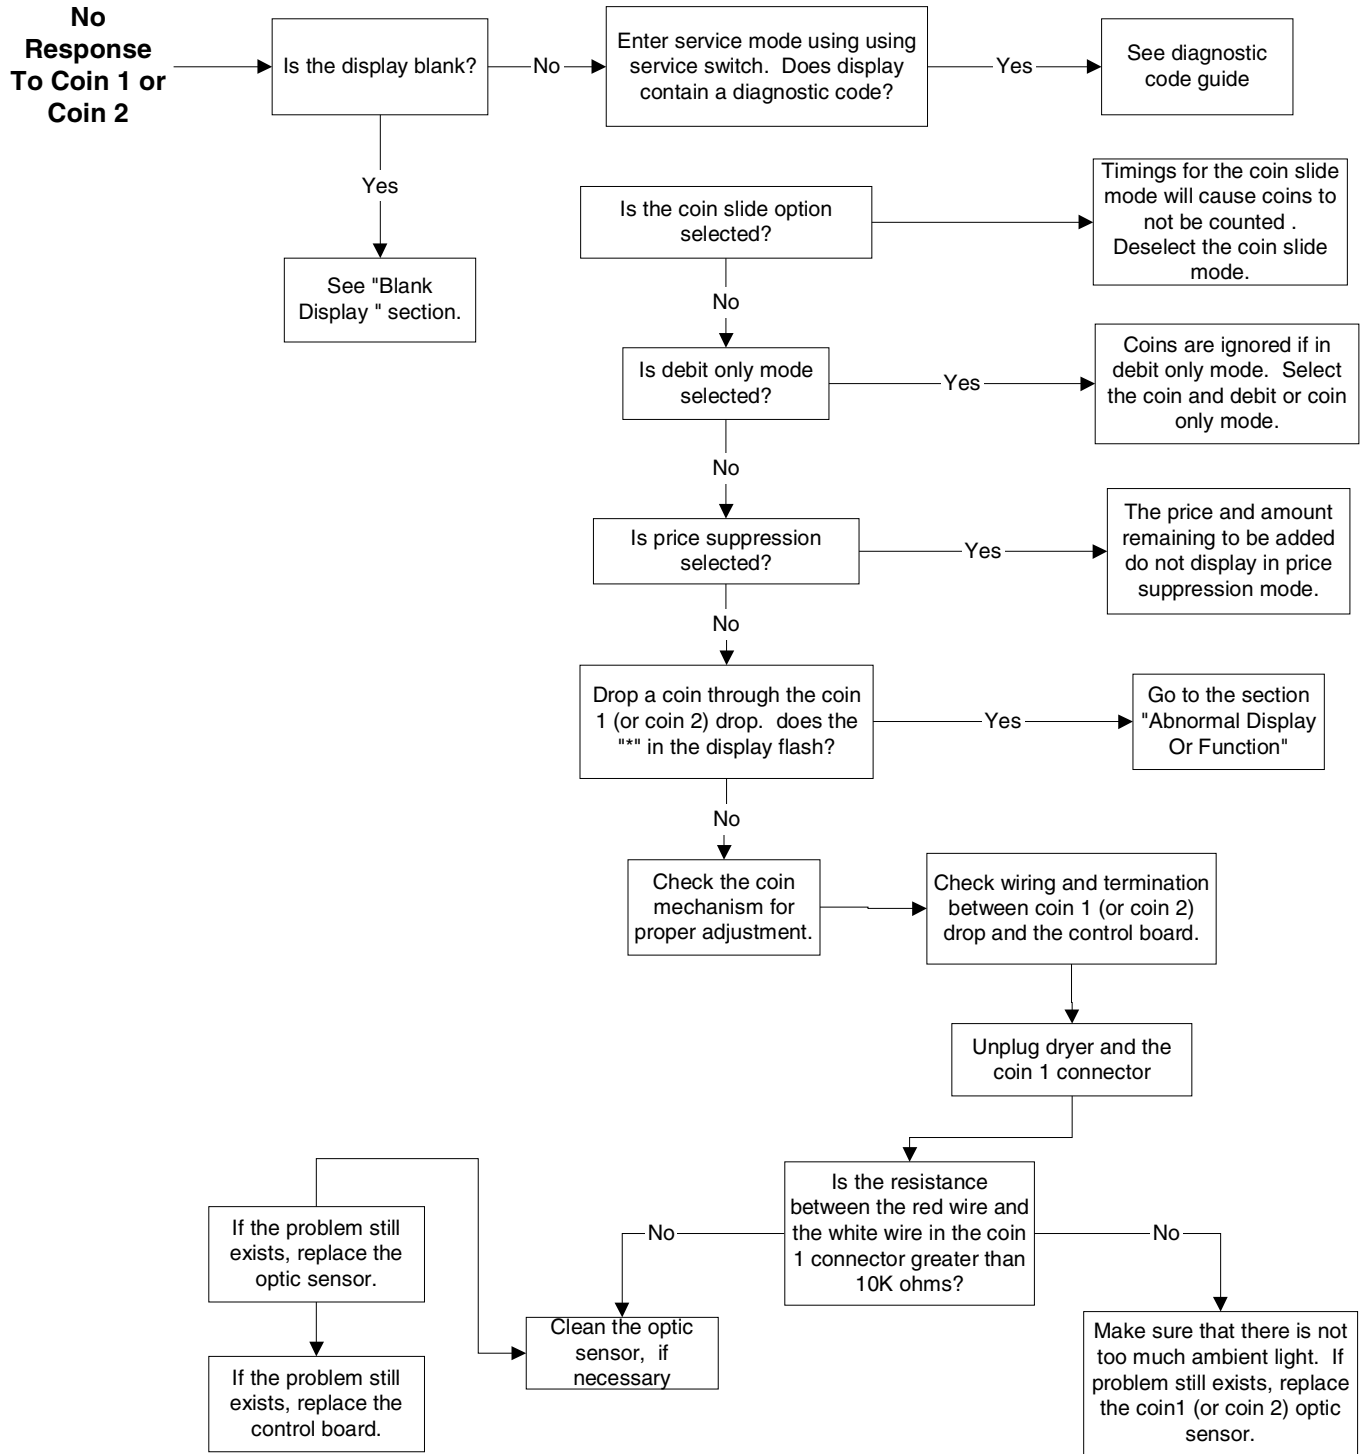 No
Response
To Coin 1 or
Coin 2
Is the display blank?
No
Enter service mode using using
service switch.  Does display
contain a diagnostic code?
Yes
See diagnostic
code guide
Yes
See "Blank
Display " section.
Is the coin slide option
selected?
Timings for the coin slide
mode will cause coins to
not be counted .
Deselect the coin slide
mode.
No
Is debit only mode
selected?
Yes
Coins are ignored if in
debit only mode.  Select
the coin and debit or coin
only mode.
No
Is price suppression
selected?
Yes
The price and amount
remaining to be added
do not display in price
suppression mode.
No
Drop a coin through the coin
1 (or coin 2) drop.  does the
"*" in the display flash?
Yes
Go to the section
"Abnormal Display
Or Function"
No
Check the coin
mechanism for
proper adjustment.
Check wiring and termination
between coin 1 (or coin 2)
drop and the control board.
Unplug dryer and the
coin 1 connector
Is the resistance
between the red wire and
the white wire in the coin
1 connector greater than
10K ohms?
No
No
Clean the optic
sensor,  if
necessary
If the problem still
exists, replace the
optic sensor.
If the problem still
exists, replace the
control board.
Make sure that there is not
too much ambient light.  If
problem still exists, replace
the coin1 (or coin 2) optic
sensor.